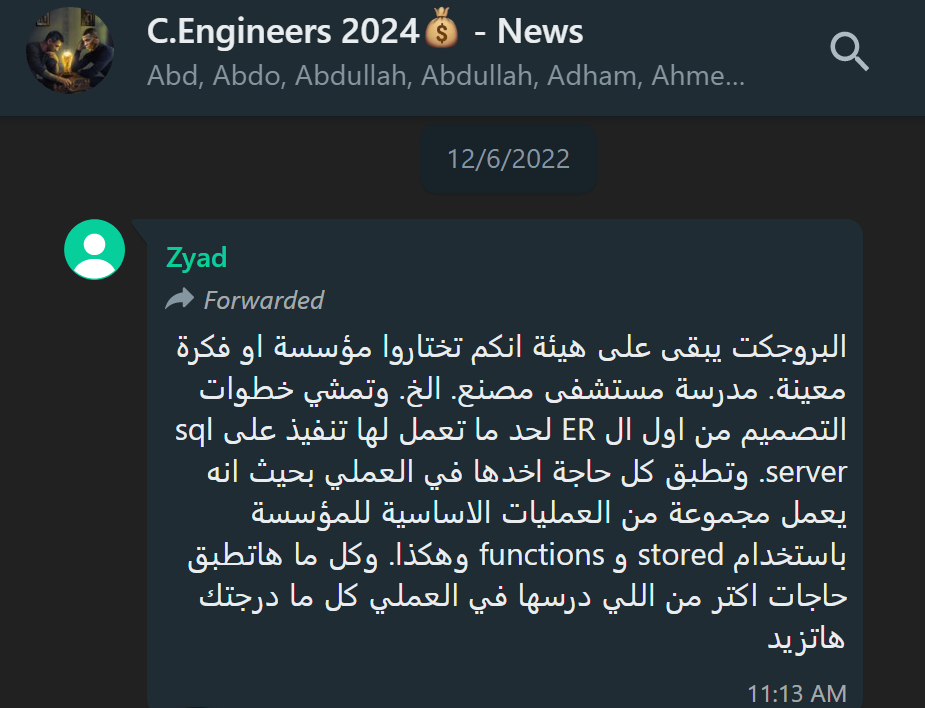 C.Engineers 2024💰 - News
Abd, Abdo, Abdullah, Abdullah, Adham, Ahme...
12/6/2022
Zyad
Forwarded
البروجكت يبقى على هيئة انكم تختاروا مؤسسة او فكرة
معينة. مدرسة مستشفى مصنع. الخ. وتمشي خطوات
التصميم من اول ال ER لحد ما تعمل لها تنفيذ على sql
server. وتطبق كل حاجة اخدها في العملي بحيث انه
يعمل مجموعة من العمليات الاساسية للمؤسسة
باستخدام stored و functions وهكذا. وكل ما هاتطبق
حاجات اكتر من اللي درسها في العملي كل ما درجتك
هاتزيد
11:13 AM